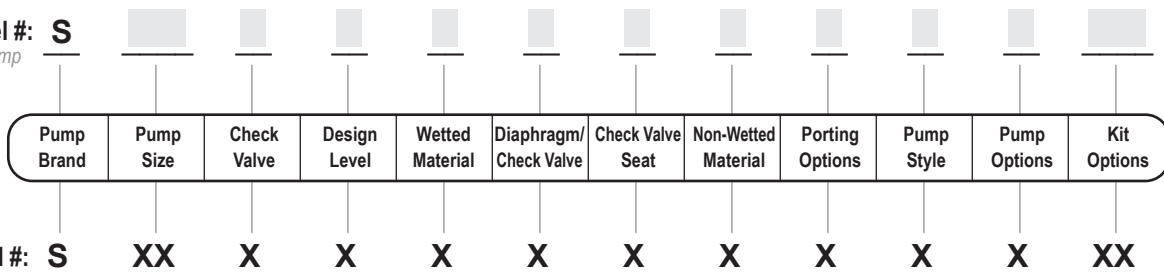 #: S
Pump Brand
Pump Size
Check Valve
Design Level
Wetted Material
Diaphragm/ Check Valve
Check Valve Seat
Non-Wetted Material
Porting Options
Pump Style
Pump Options
Kit Options
#: S XX X X X X X X X X X XX